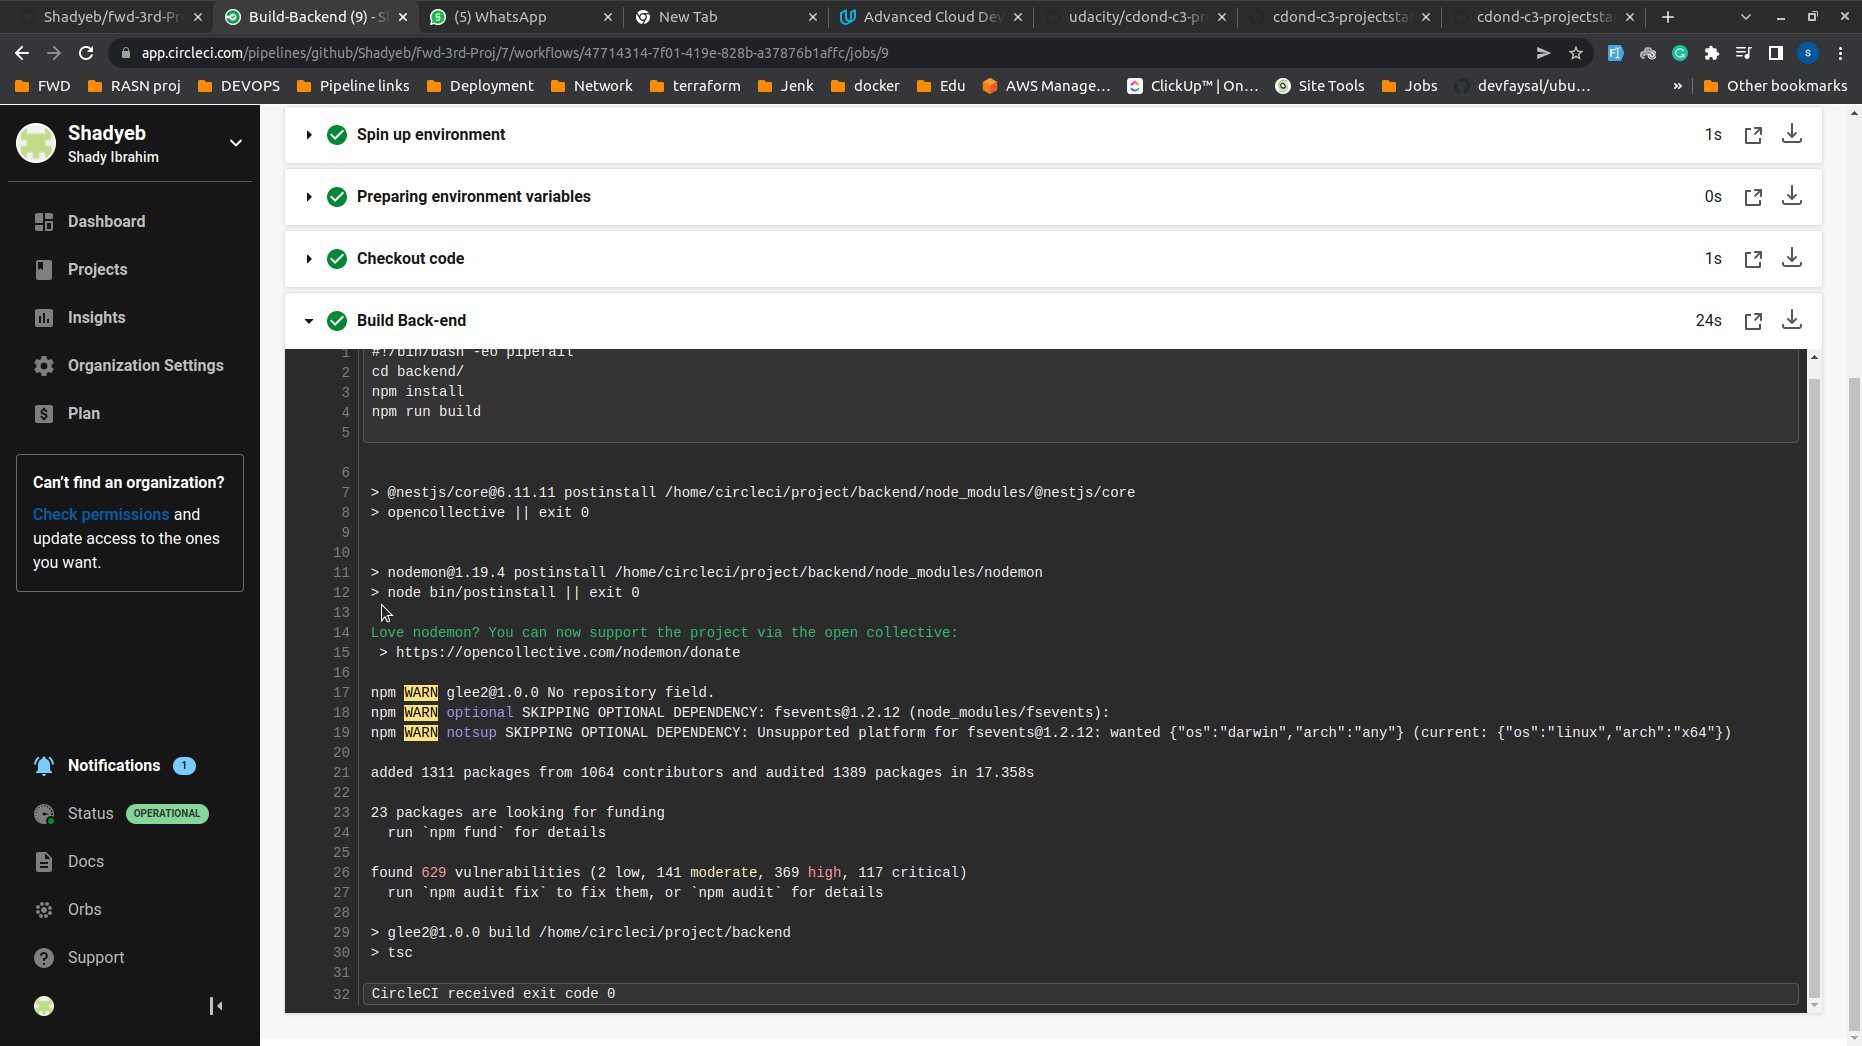 Shadyeb/fwd-3rd-Pr
Build-Backend (9) - S
(5) WhatsApp
New Tab
Advanced Cloud Dev
udacity/cdond-c3-pr
cdond-c3-projectsta
cdond-c3-projectsta
app.circleci.com/pipelines/github/Shadyeb/fwd-3rd-Proj/7/workflows/47714314-7f01-419e-828b-a37876b1affc/jobs/9
FWD
RASN proj
DEVOPS
Pipeline links
Deployment
Network
terraform
Jenk
docker
Edu
AWS Manage...
ClickUp™ | On...
Site Tools
Jobs
devfaysal/ubu...
»
Other bookmarks
Shadyeb
Shady Ibrahim
Dashboard
Projects
Insights
Organization Settings
Plan
Can't find an organization?
Check permissions and
update access to the ones
you want.
Notifications 1
Status OPERATIONAL
Docs
Orbs
Support
Spin up environment 1s
Preparing environment variables 0s
Checkout code 1s
Build Back-end 24s
1 #!/bin/bash -eo pipefail
2 cd backend/
3 npm install
4 npm run build
5
6
7 > @nestjs/core@6.11.11 postinstall /home/circleci/project/backend/node_modules/@nestjs/core
8 > opencollective || exit 0
9
10
11 > nodemon@1.19.4 postinstall /home/circleci/project/backend/node_modules/nodemon
12 > node bin/postinstall || exit 0
13
14 Love nodemon? You can now support the project via the open collective:
15 > https://opencollective.com/nodemon/donate
16
17 npm WARN glee2@1.0.0 No repository field.
18 npm WARN optional SKIPPING OPTIONAL DEPENDENCY: fsevents@1.2.12 (node_modules/fsevents):
19 npm WARN notsup SKIPPING OPTIONAL DEPENDENCY: Unsupported platform for fsevents@1.2.12: wanted {"os":"darwin","arch":"any"} (current: {"os":"linux","arch":"x64"})
20
21 added 1311 packages from 1064 contributors and audited 1389 packages in 17.358s
22
23 23 packages are looking for funding
24 run `npm fund` for details
25
26 found 629 vulnerabilities (2 low, 141 moderate, 369 high, 117 critical)
27 run `npm audit fix` to fix them, or `npm audit` for details
28
29 > glee2@1.0.0 build /home/circleci/project/backend
30 > tsc
31
32 CircleCI received exit code 0